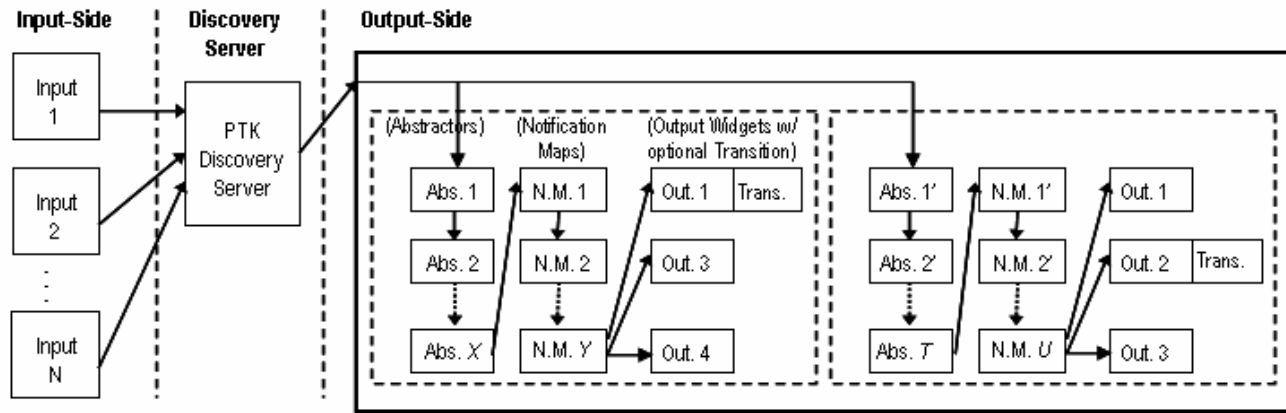 Input-Side
Discovery
Server
Output-Side
Input
1
Input
2
Input
N
PTK
Discovery
Server
(Abstractors)
(Notification
Maps)
(Output Widgets w/
optional Transition)
Abs. 1
N.M. 1
Out. 1
Trans.
Abs. 2
N.M. 2
Out. 3
Abs. X
N.M. Y
Out. 4
Abs. 1'
N.M. 1'
Out. 1
Abs. 2'
N.M. 2'
Out. 2
Trans.
Abs. T
N.M. U
Out. 3